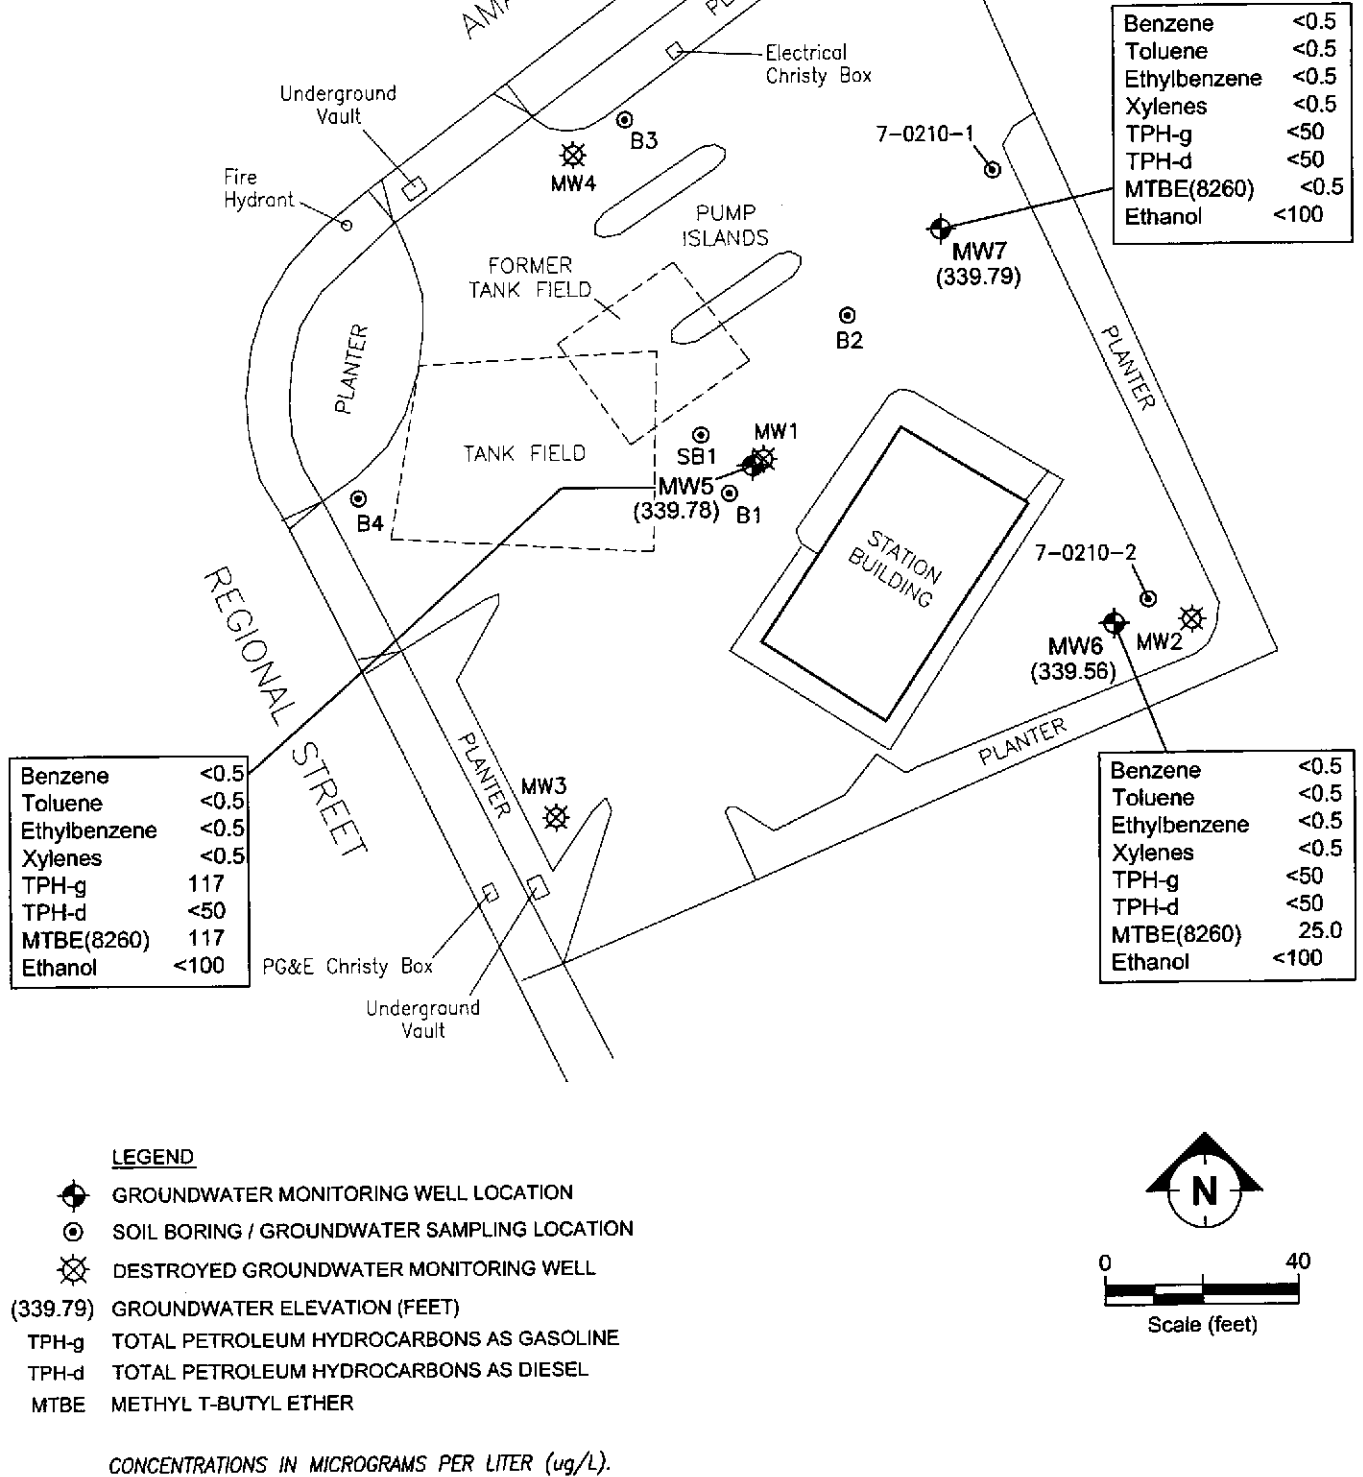 AMA
PL
Electrical
Christy Box
Underground
Vault
Fire
Hydrant
B3
MW4
7-0210-1
PUMP
ISLANDS
FORMER
TANK FIELD
MW7
(339.79)
B2
PLANTER
PLANTER
TANK FIELD
SB1
MW1
MW5
(339.78)
B1
B4
STATION
BUILDING
7-0210-2
MW6
(339.56)
MW2
REGIONAL STREET
PLANTER
PLANTER
MW3
PG&E Christy Box
Underground
Vault
Benzene <0.5
Toluene <0.5
Ethylbenzene <0.5
Xylenes <0.5
TPH-g <50
TPH-d <50
MTBE(8260) <0.5
Ethanol <100
Benzene <0.5
Toluene <0.5
Ethylbenzene <0.5
Xylenes <0.5
TPH-g 117
TPH-d <50
MTBE(8260) 117
Ethanol <100
Benzene <0.5
Toluene <0.5
Ethylbenzene <0.5
Xylenes <0.5
TPH-g <50
TPH-d <50
MTBE(8260) 25.0
Ethanol <100
LEGEND
GROUNDWATER MONITORING WELL LOCATION
SOIL BORING / GROUNDWATER SAMPLING LOCATION
DESTROYED GROUNDWATER MONITORING WELL
(339.79) GROUNDWATER ELEVATION (FEET)
TPH-g TOTAL PETROLEUM HYDROCARBONS AS GASOLINE
TPH-d TOTAL PETROLEUM HYDROCARBONS AS DIESEL
MTBE METHYL T-BUTYL ETHER
CONCENTRATIONS IN MICROGRAMS PER LITER (ug/L).
N
0 40
Scale (feet)